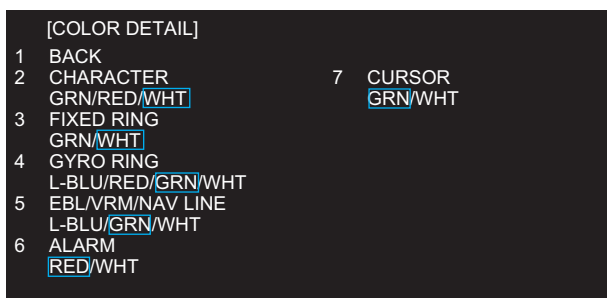 [COLOR DETAIL]
1 BACK
2 CHARACTER
GRN/RED/WHT
3 FIXED RING
GRN/WHT
4 GYRO RING
L-BLU/RED/GRN/WHT
5 EBL/VRM/NAV LINE
L-BLU/GRN/WHT
6 ALARM
RED/WHT
7 CURSOR
GRN/WHT